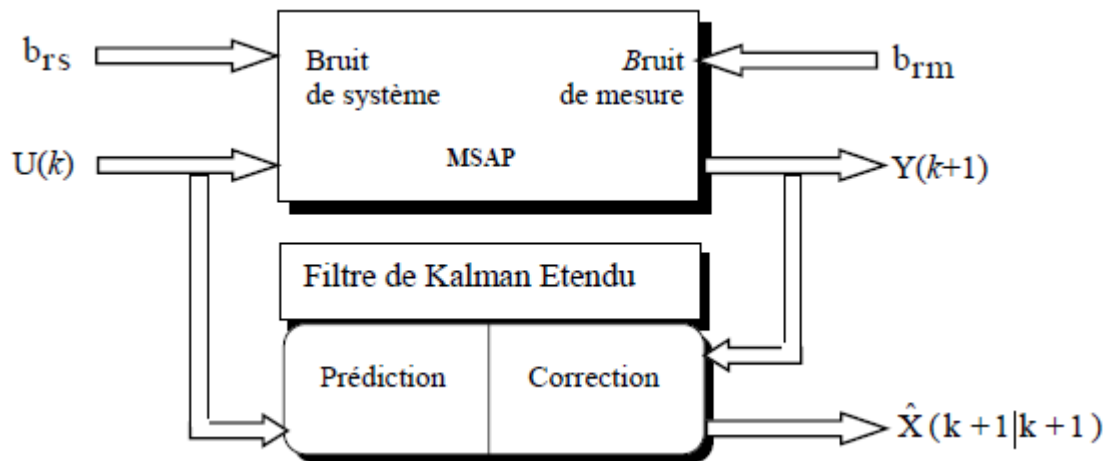 b_rs
Bruit
de système
Bruit
de mesure
b_rm
U(k)
MSAP
Y(k+1)
Filtre de Kalman Etendu
Prédiction
Correction
X̂(k+1|k+1)